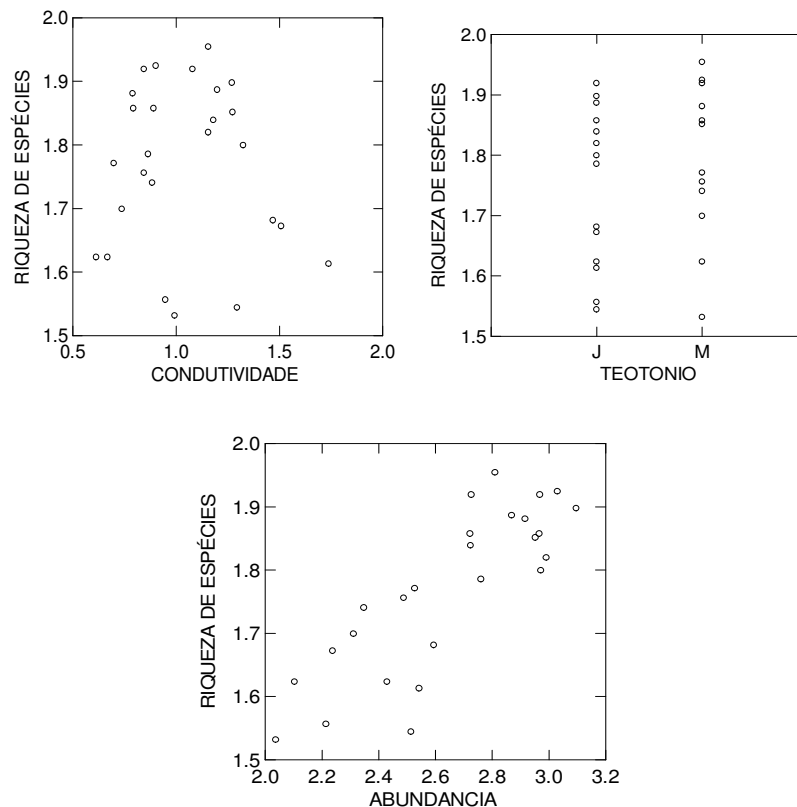 RIQUEZA DE ESPÉCIES
2.0
1.9
1.8
1.7
1.6
1.5
0.5 1.0 1.5 2.0
CONDUTIVIDADE
RIQUEZA DE ESPÉCIES
2.0
1.9
1.8
1.7
1.6
1.5
J M
TEOTONIO
RIQUEZA DE ESPÉCIES
2.0
1.9
1.8
1.7
1.6
1.5
2.0 2.2 2.4 2.6 2.8 3.0 3.2
ABUNDANCIA